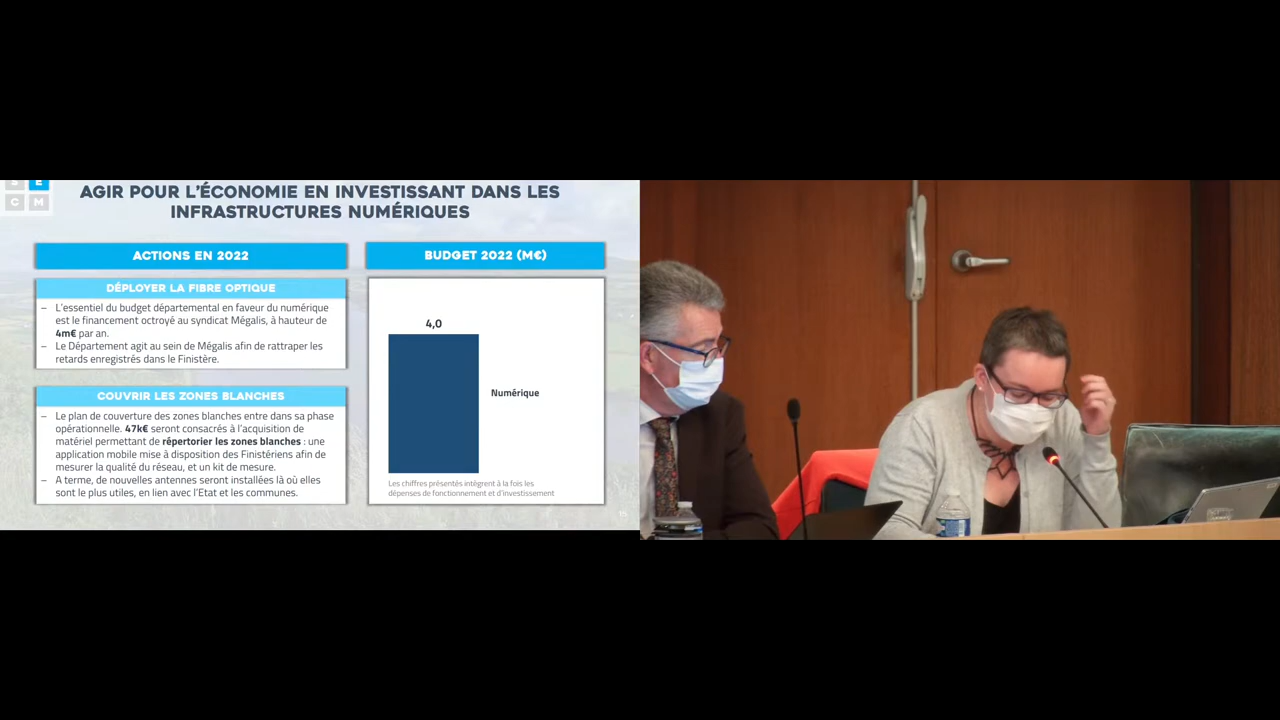 S E
C M
AGIR POUR L'ÉCONOMIE EN INVESTISSANT DANS LES
INFRASTRUCTURES NUMÉRIQUES
ACTIONS EN 2022
DÉPLOYER LA FIBRE OPTIQUE
– L'essentiel du budget départemental en faveur du numérique
est le financement octroyé au syndicat Mégalis, à hauteur de
4m€ par an.
– Le Département agit au sein de Mégalis afin de rattraper les
retards enregistrés dans le Finistère.
COUVRIR LES ZONES BLANCHES
– Le plan de couverture des zones blanches entre dans sa phase
opérationnelle. 47k€ seront consacrés à l'acquisition de
matériel permettant de répertorier les zones blanches : une
application mobile mise à disposition des Finistériens afin de
mesurer la qualité du réseau, et un kit de mesure.
– A terme, de nouvelles antennes seront installées là où elles
sont le plus utiles, en lien avec l'Etat et les communes.
BUDGET 2022 (M€)
4,0
Numérique
Les chiffres présentés intègrent à la fois les
dépenses de fonctionnement et d'investissement